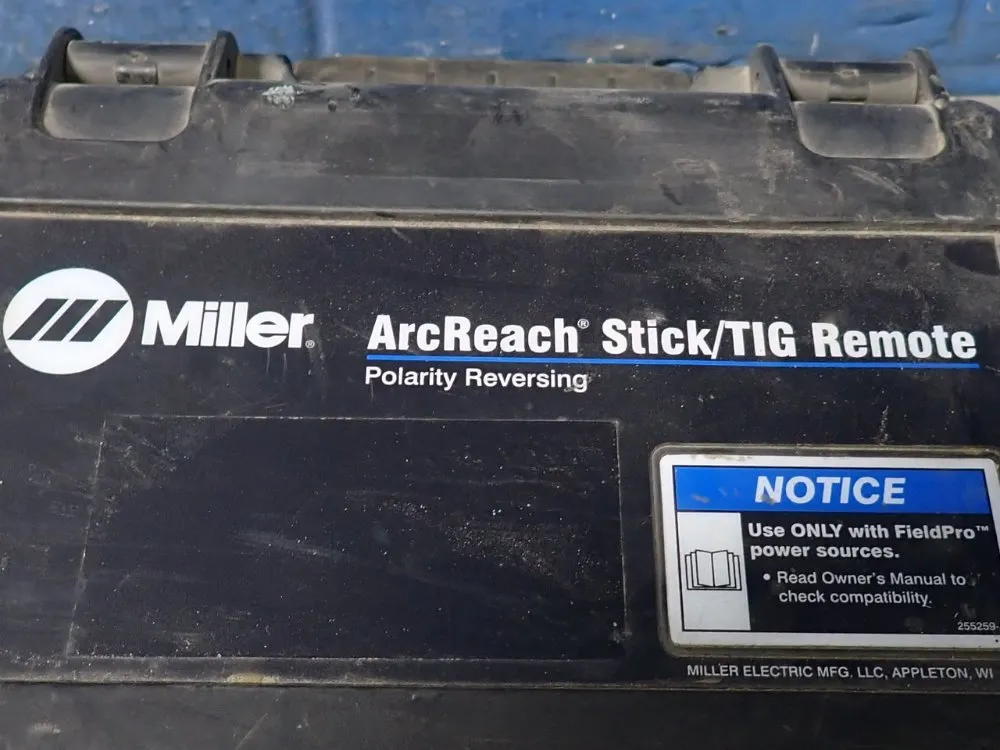 Miller®
ArcReach® Stick/TIG Remote
Polarity Reversing
NOTICE
Use ONLY with FieldPro™
power sources.
• Read Owner's Manual to
check compatibility.
255259-
MILLER ELECTRIC MFG, LLC, APPLETON, WI